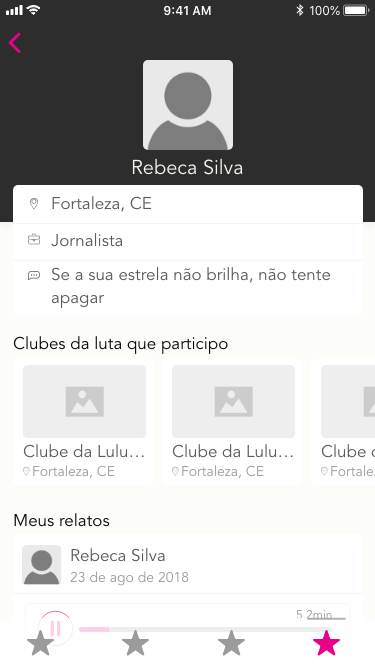 9:41 AM
100%
Rebeca Silva
Fortaleza, CE
Jornalista
Se a sua estrela não brilha, não tente
apagar
Clubes da luta que participo
Clube da Lulu...
Clube da Lulu...
Clube d
Fortaleza, CE
Fortaleza, CE
Fortale
Meus relatos
Rebeca Silva
23 de ago de 2018
5,2min